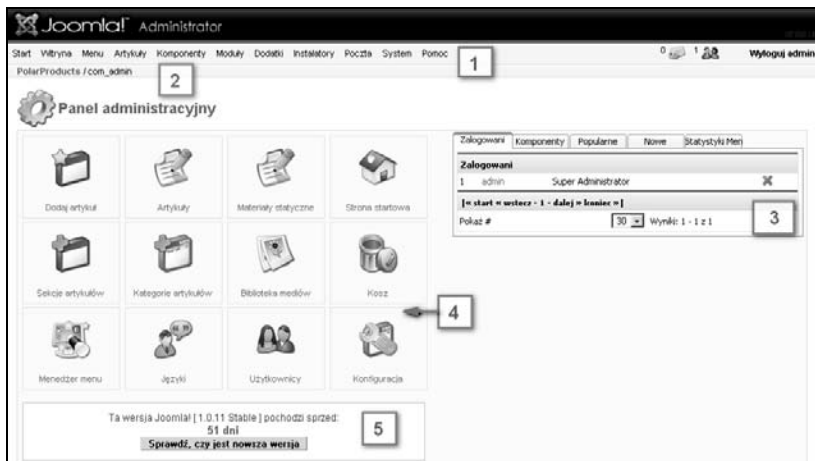 Joomla! Administrator
Start Witryna Menu Artykuły Komponenty Moduły Dodatki Instalatory Poczta System Pomoc 1 0 1 Wyloguj admin
PolarProducts / com_admin 2
Panel administracyjny
Zalogowani Komponenty Popularne Nowe Statystyki Men
Zalogowani
1 admin Super Administrator
[« start « wstecz - 1 - dalej » koniec »]
Pokaż # 30 Wyniki: 1 - 1 z 1 3
Dodaj artykuł Artykuły Materiały statyczne Strona startowa
Sekcje artykułów Kategorie artykułów Biblioteka mediów Kosz
4
Menedżer menu Języki Użytkownicy Konfiguracja
Ta wersja Joomla! [ 1.0.11 Stable ] pochodzi sprzed:
51 dni 5
Sprawdź, czy jest nowsza wersja